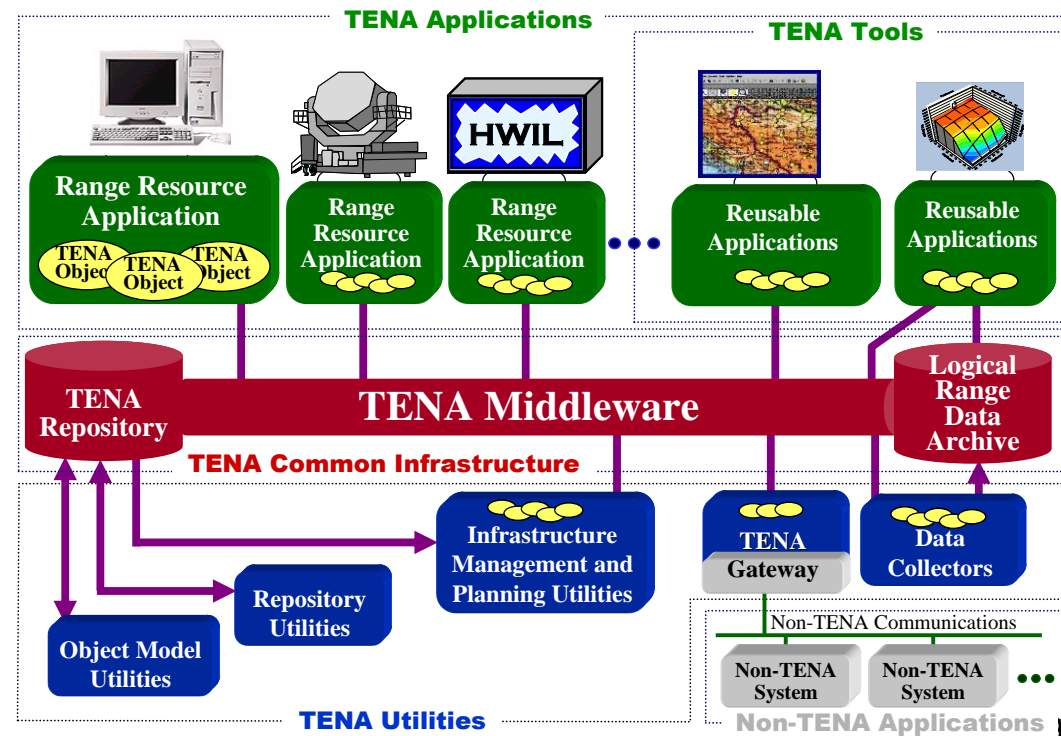 TENA Applications
TENA Tools
HWIL
Range Resource
Application
TENA
Object
TENA
Object
TENA
Object
Range
Resource
Application
Range
Resource
Application
Reusable
Applications
Reusable
Applications
TENA
Repository
TENA Middleware
Logical
Range
Data
Archive
TENA Common Infrastructure
Infrastructure
Management and
Planning Utilities
TENA
Gateway
Data
Collectors
Repository
Utilities
Object Model
Utilities
Non-TENA Communications
Non-TENA
System
Non-TENA
System
TENA Utilities
Non-TENA Applications